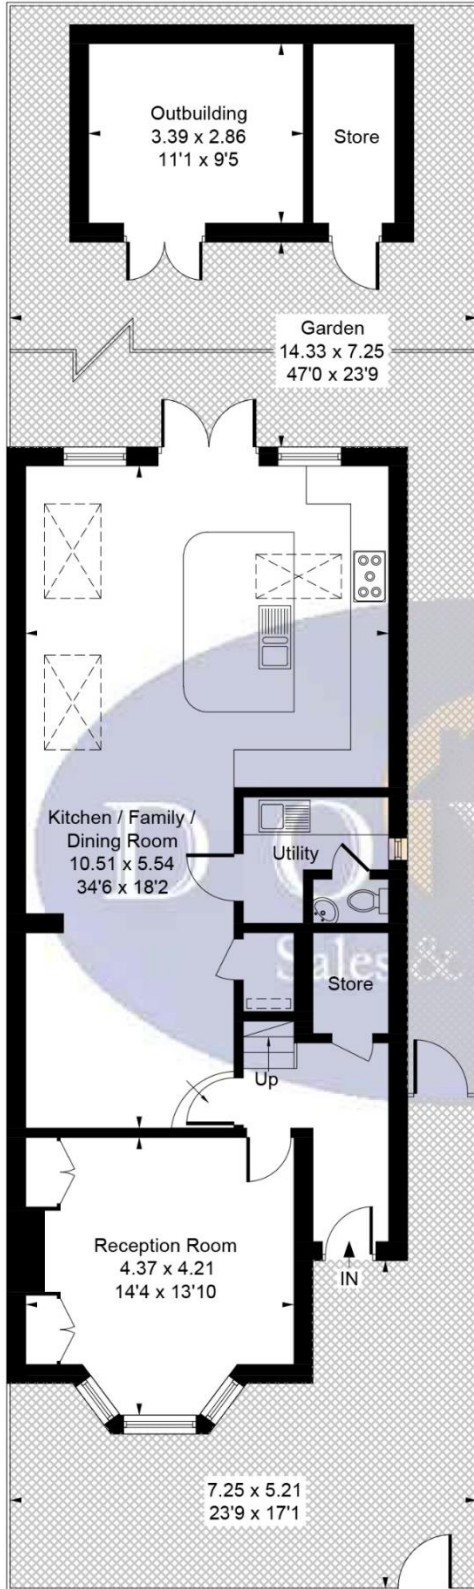 Outbuilding
3.39 x 2.86
11'1 x 9'5
Store
Garden
14.33 x 7.25
47'0 x 23'9
Kitchen / Family /
Dining Room
10.51 x 5.54
34'6 x 18'2
Utility
Store
Sales &
Up
Reception Room
4.37 x 4.21
14'4 x 13'10
IN
7.25 x 5.21
23'9 x 17'1